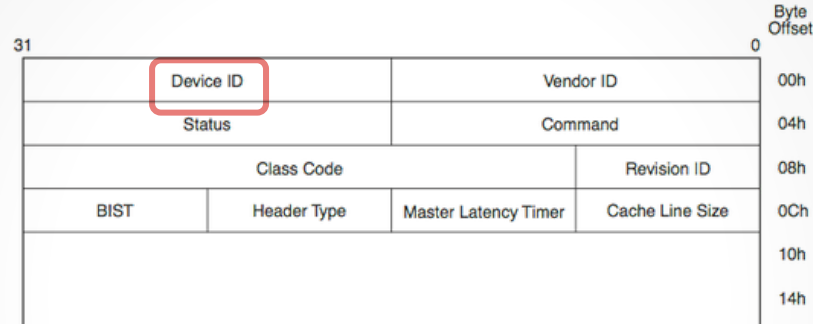 Byte
Offset
31 0
Device ID Vendor ID 00h
Status Command 04h
Class Code Revision ID 08h
BIST Header Type Master Latency Timer Cache Line Size 0Ch
10h
14h